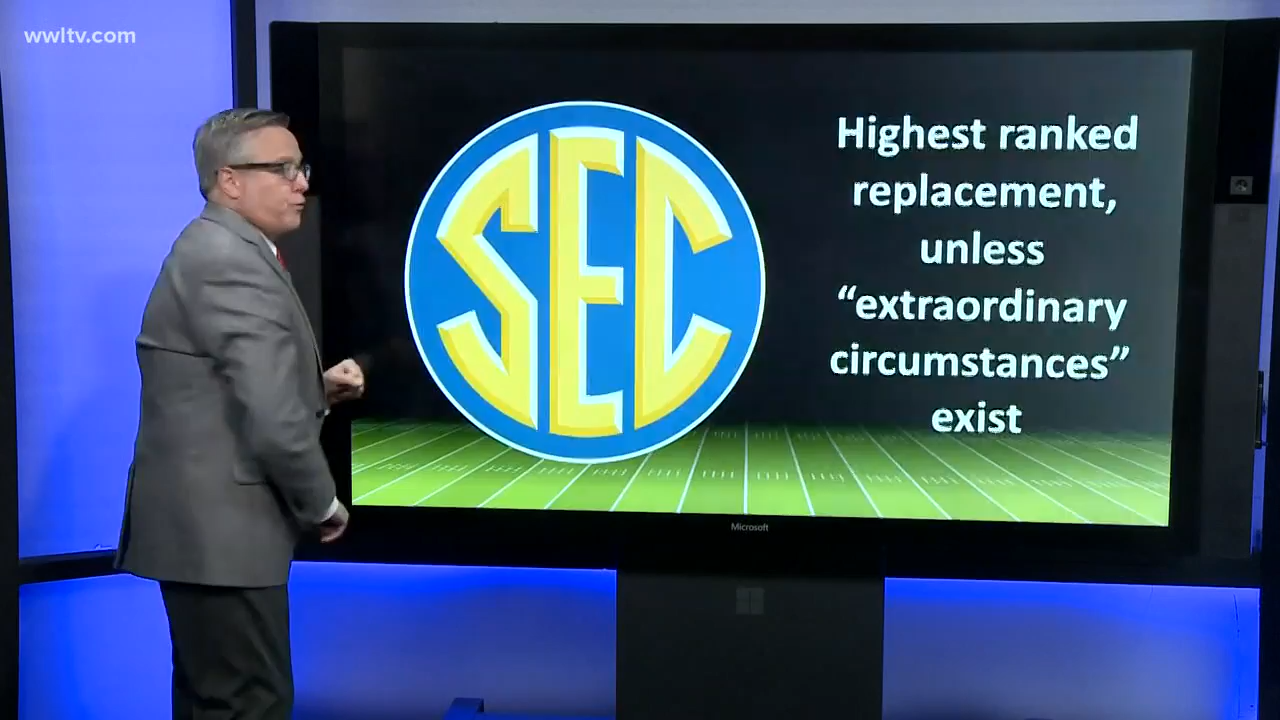 wwltv.com
SEC
Highest ranked
replacement,
unless
“extraordinary
circumstances”
exist
Microsoft